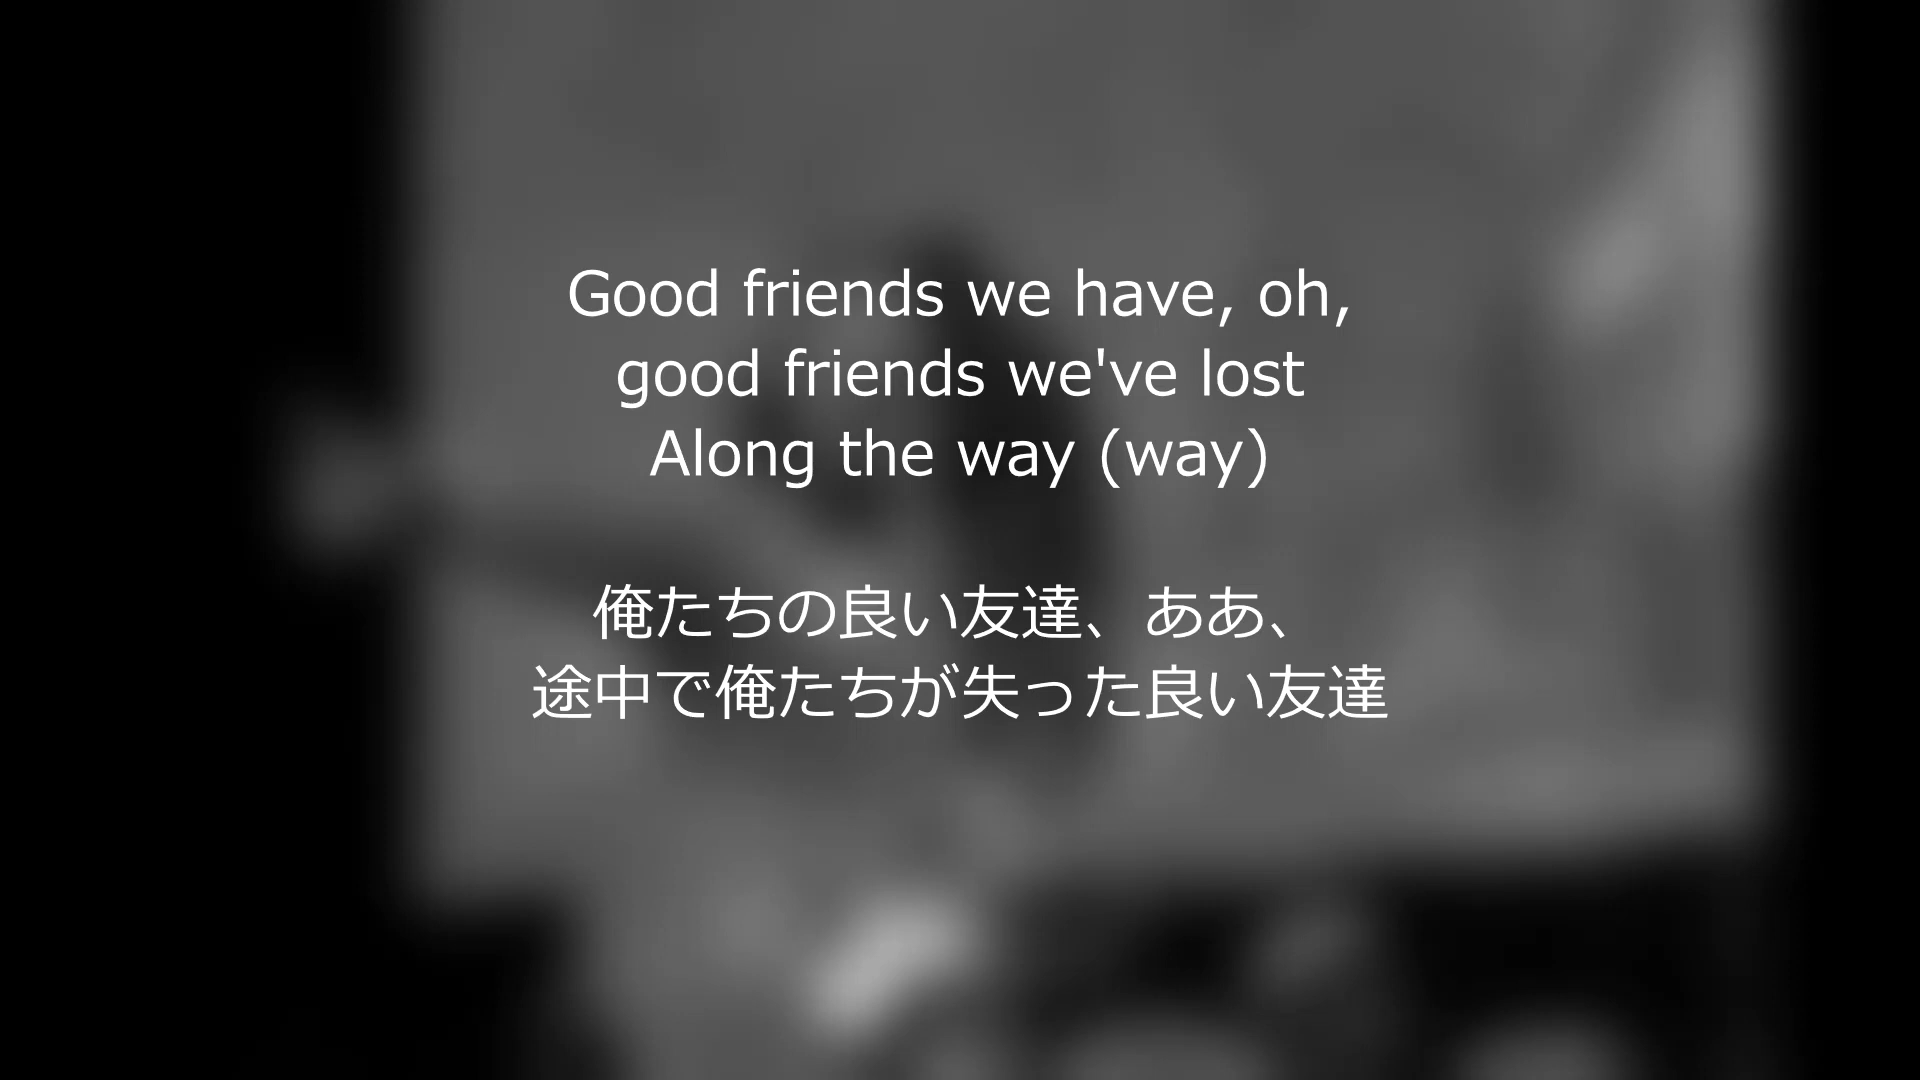 Good friends we have, oh,
good friends we've lost
Along the way (way)
俺たちの良い友達、ああ、
途中で俺たちが失った良い友達